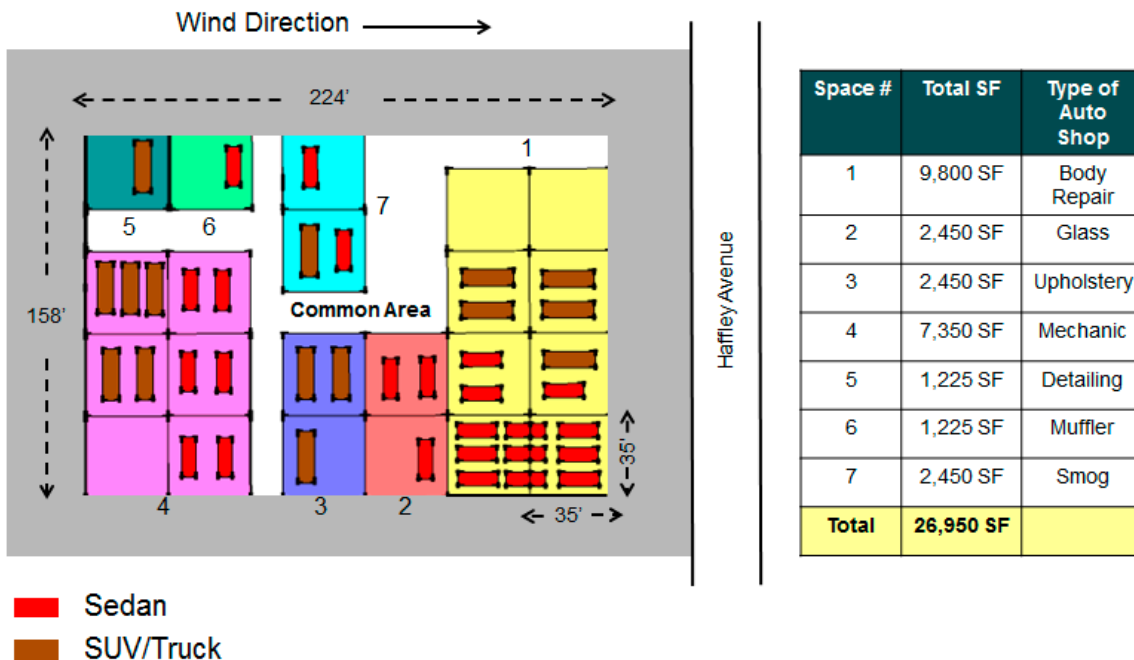 Wind Direction
224'
1
7
5
6
Common Area
158'
35'
35'
4
3
2
Haffley Avenue
Space # Total SF Type of
Auto
Shop
1 9,800 SF Body
Repair
2 2,450 SF Glass
3 2,450 SF Upholstery
4 7,350 SF Mechanic
5 1,225 SF Detailing
6 1,225 SF Muffler
7 2,450 SF Smog
Total 26,950 SF
Sedan
SUV/Truck